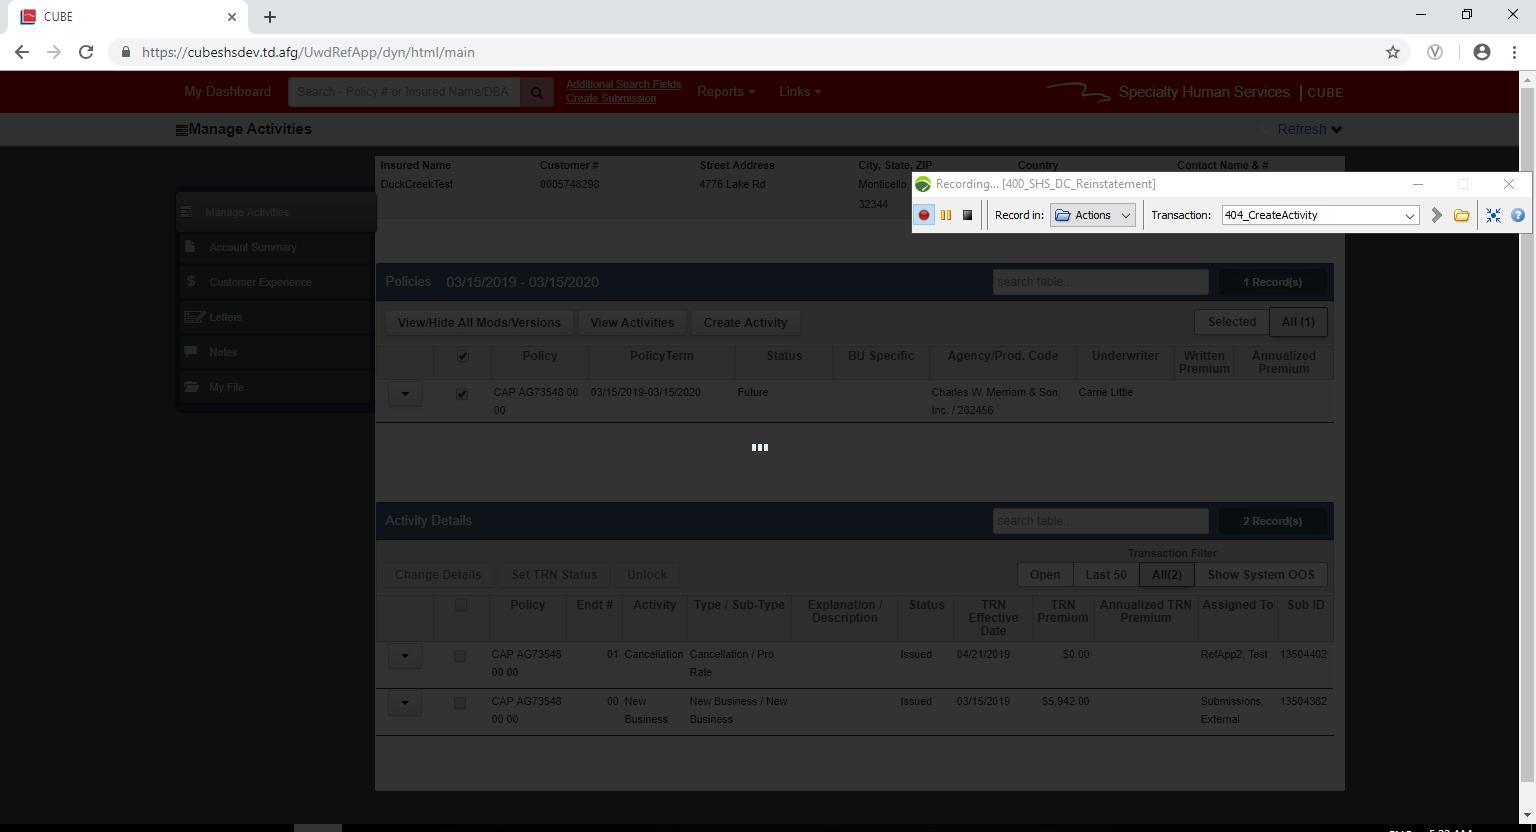 CUBE
https://cubeshsdev.td.afg/UwdRefApp/dyn/html/main
My Dashboard
Search - Policy # or Insured Name/DBA
Additional Search Fields
Create Submission
Reports
Links
Specialty Human Services | CUBE
Manage Activities
Refresh
Insured Name Customer # Street Address City, State, ZIP Country Contact Name & #
DuckCreekTest 0005748298 4776 Lake Rd Monticello,
32344
Recording... [400_SHS_DC_Reinstatement]
Record in: Actions Transaction: 404_CreateActivity
Manage Activities
Account Summary
Customer Experience
Letters
Notes
My File
Policies 03/15/2019 - 03/15/2020 search table... 1 Record(s)
View/Hide All Mods/Versions View Activities Create Activity Selected All (1)
Policy PolicyTerm Status BU Specific Agency/Prod. Code Underwriter Written Premium Annualized Premium
CAP AG73548 00 03/15/2019-03/15/2020 Future Charles W. Merriam & Son, Carrie Little
00 Inc. / 262456
Activity Details search table... 2 Record(s)
Transaction Filter
Change Details Set TRN Status Unlock Open Last 50 All(2) Show System OOS
Policy Endt # Activity Type / Sub-Type Explanation / Description Status TRN Effective Date TRN Premium Annualized TRN Premium Assigned To Sub ID
CAP AG73548 01 Cancellation Cancellation / Pro Issued 04/21/2019 $0.00 RefApp2, Test 13504402
00 00 Rate
CAP AG73548 00 New New Business / New Issued 03/15/2019 $5,942.00 Submissions, 13504382
00 00 Business Business External